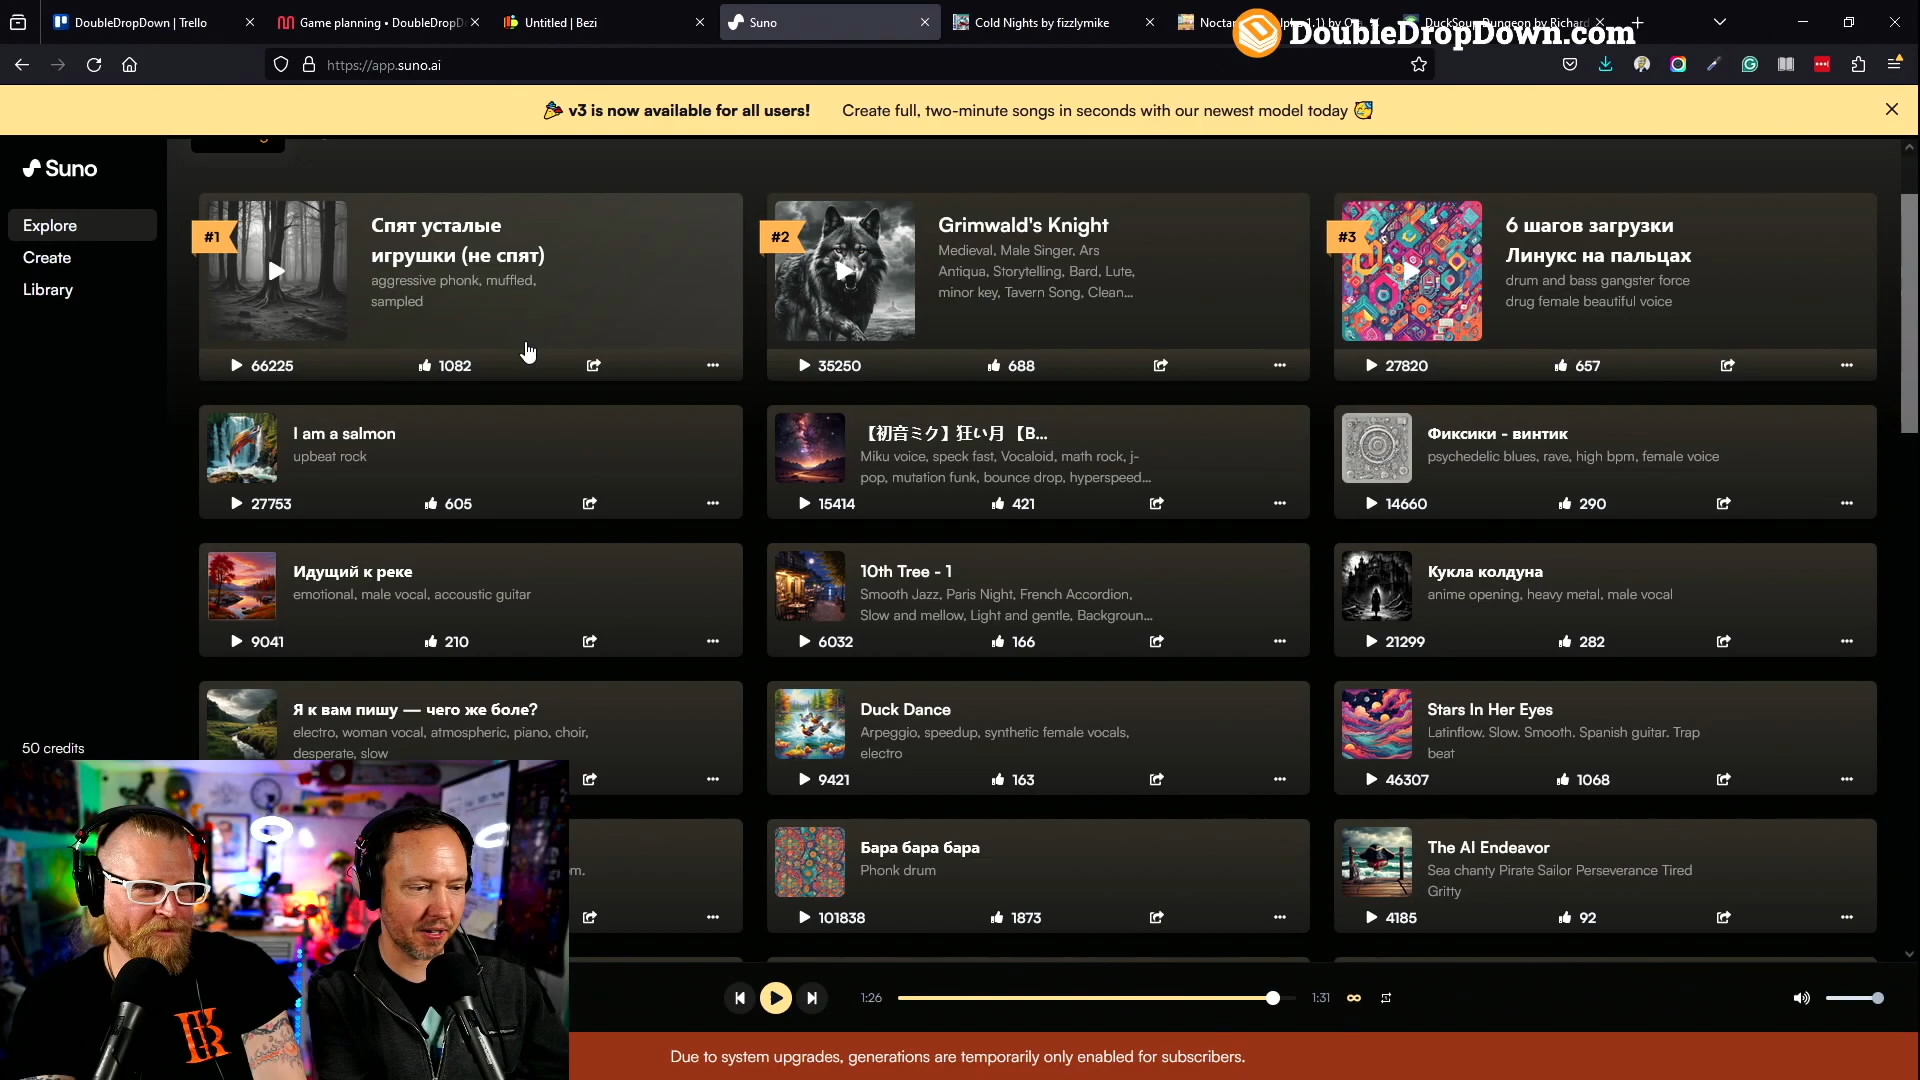 DoubleDropDown | Trello
Game planning • DoubleDropD
Untitled | Bezi
Suno
Cold Nights by fizzlymike
DuckSoup Dungeon by Richard
DoubleDropDown.com
https://app.suno.ai
v3 is now available for all users! Create full, two-minute songs in seconds with our newest model today
Suno
Explore
Create
Library
50 credits
#1
Спят усталые
игрушки (не спят)
aggressive phonk, muffled,
sampled
66225 1082
#2
Grimwald's Knight
Medieval, Male Singer, Ars
Antiqua, Storytelling, Bard, Lute,
minor key, Tavern Song, Clean...
35250 688
#3
6 шагов загрузки
Линукс на пальцах
drum and bass gangster force
drug female beautiful voice
27820 657
I am a salmon
upbeat rock
27753 605
【初音ミク】狂い月 【B...
Miku voice, speck fast, Vocaloid, math rock, j-
pop, mutation funk, bounce drop, hyperspeed...
15414 421
Фиксики - винтик
psychedelic blues, rave, high bpm, female voice
14660 290
Идущий к реке
emotional, male vocal, accoustic guitar
9041 210
10th Tree - 1
Smooth Jazz, Paris Night, French Accordion,
Slow and mellow, Light and gentle, Backgroun...
6032 166
Кукла колдуна
anime opening, heavy metal, male vocal
21299 282
Я к вам пишу — чего же боле?
electro, woman vocal, atmospheric, piano, choir,
desperate, slow
Duck Dance
Arpeggio, speedup, synthetic female vocals,
electro
9421 163
Stars In Her Eyes
Latinflow. Slow. Smooth. Spanish guitar. Trap
beat
46307 1068
om.
Бара бара бара
Phonk drum
101838 1873
The AI Endeavor
Sea chanty Pirate Sailor Perseverance Tired
Gritty
4185 92
1:26 1:31
Due to system upgrades, generations are temporarily only enabled for subscribers.